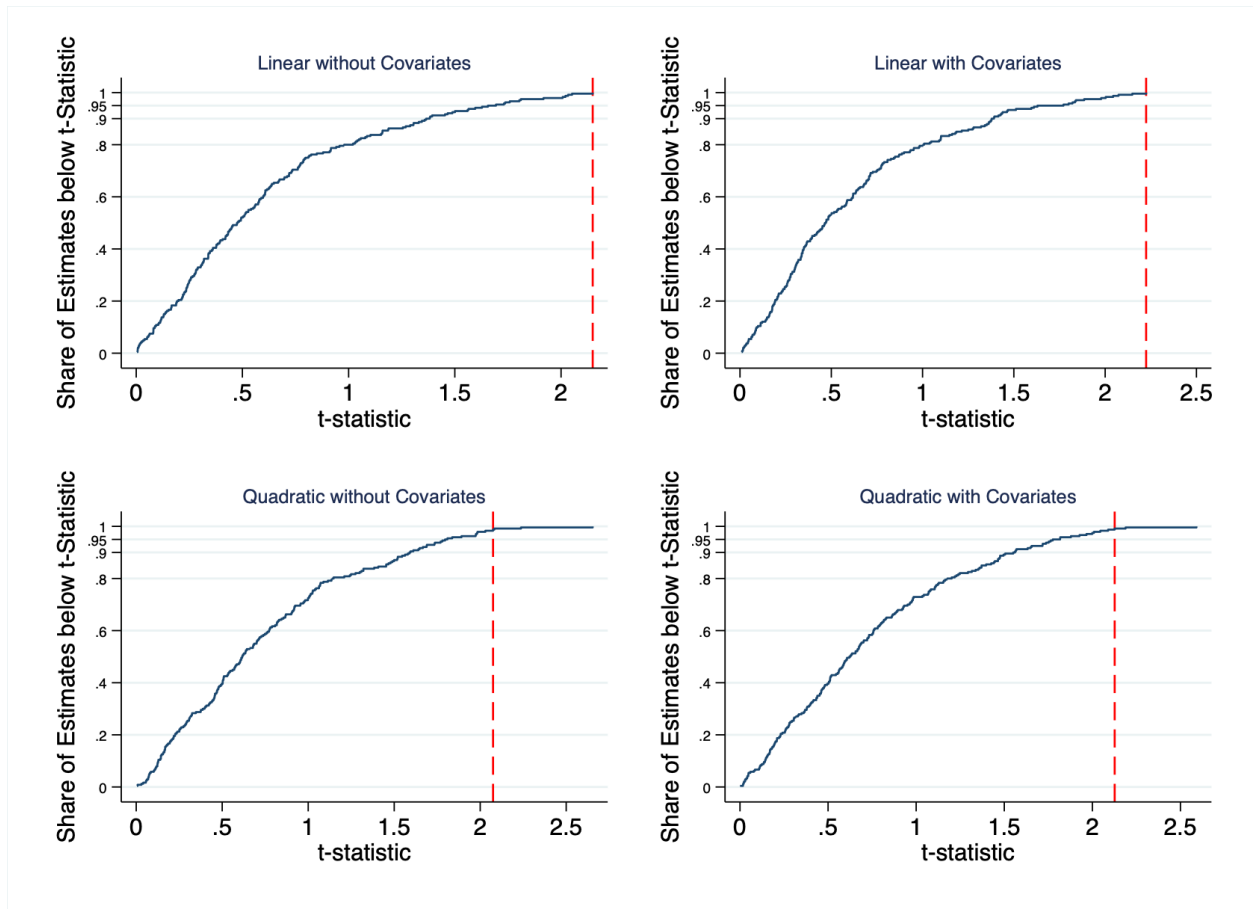 Linear without Covariates
Share of Estimates below t-Statistic
1
.95
.9
.8
.6
.4
.2
0
0 .5 1 1.5 2
t-statistic
Linear with Covariates
Share of Estimates below t-Statistic
1
.95
.9
.8
.6
.4
.2
0
0 .5 1 1.5 2 2.5
t-statistic
Quadratic without Covariates
Share of Estimates below t-Statistic
1
.95
.9
.8
.6
.4
.2
0
0 .5 1 1.5 2 2.5
t-statistic
Quadratic with Covariates
Share of Estimates below t-Statistic
1
.95
.9
.8
.6
.4
.2
0
0 .5 1 1.5 2 2.5
t-statistic